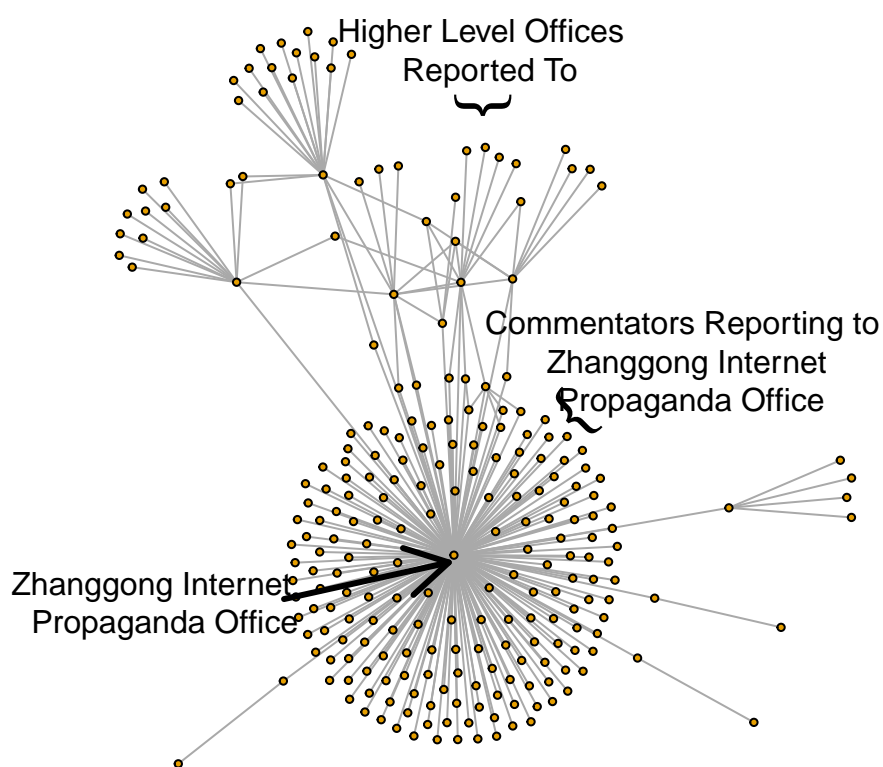 Higher Level Offices
Reported To
Commentators Reporting to
Zhanggong Internet
Propaganda Office
Zhanggong Internet
Propaganda Office